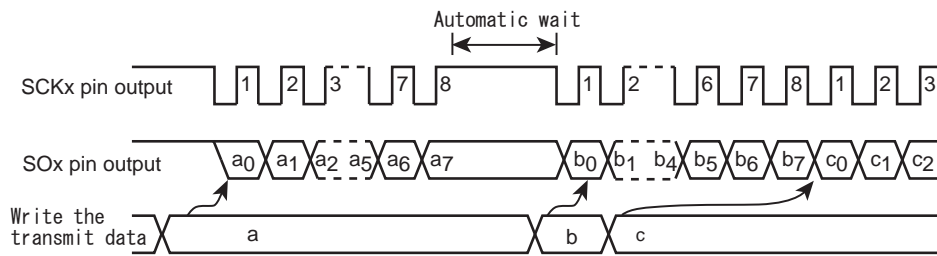 Automatic wait
SCKx pin output 1 2 3 7 8 1 2 6 7 8 1 2 3
SOx pin output a0 a1 a2 a5 a6 a7 b0 b1 b4 b5 b6 b7 c0 c1 c2
Write the
transmit data a b c